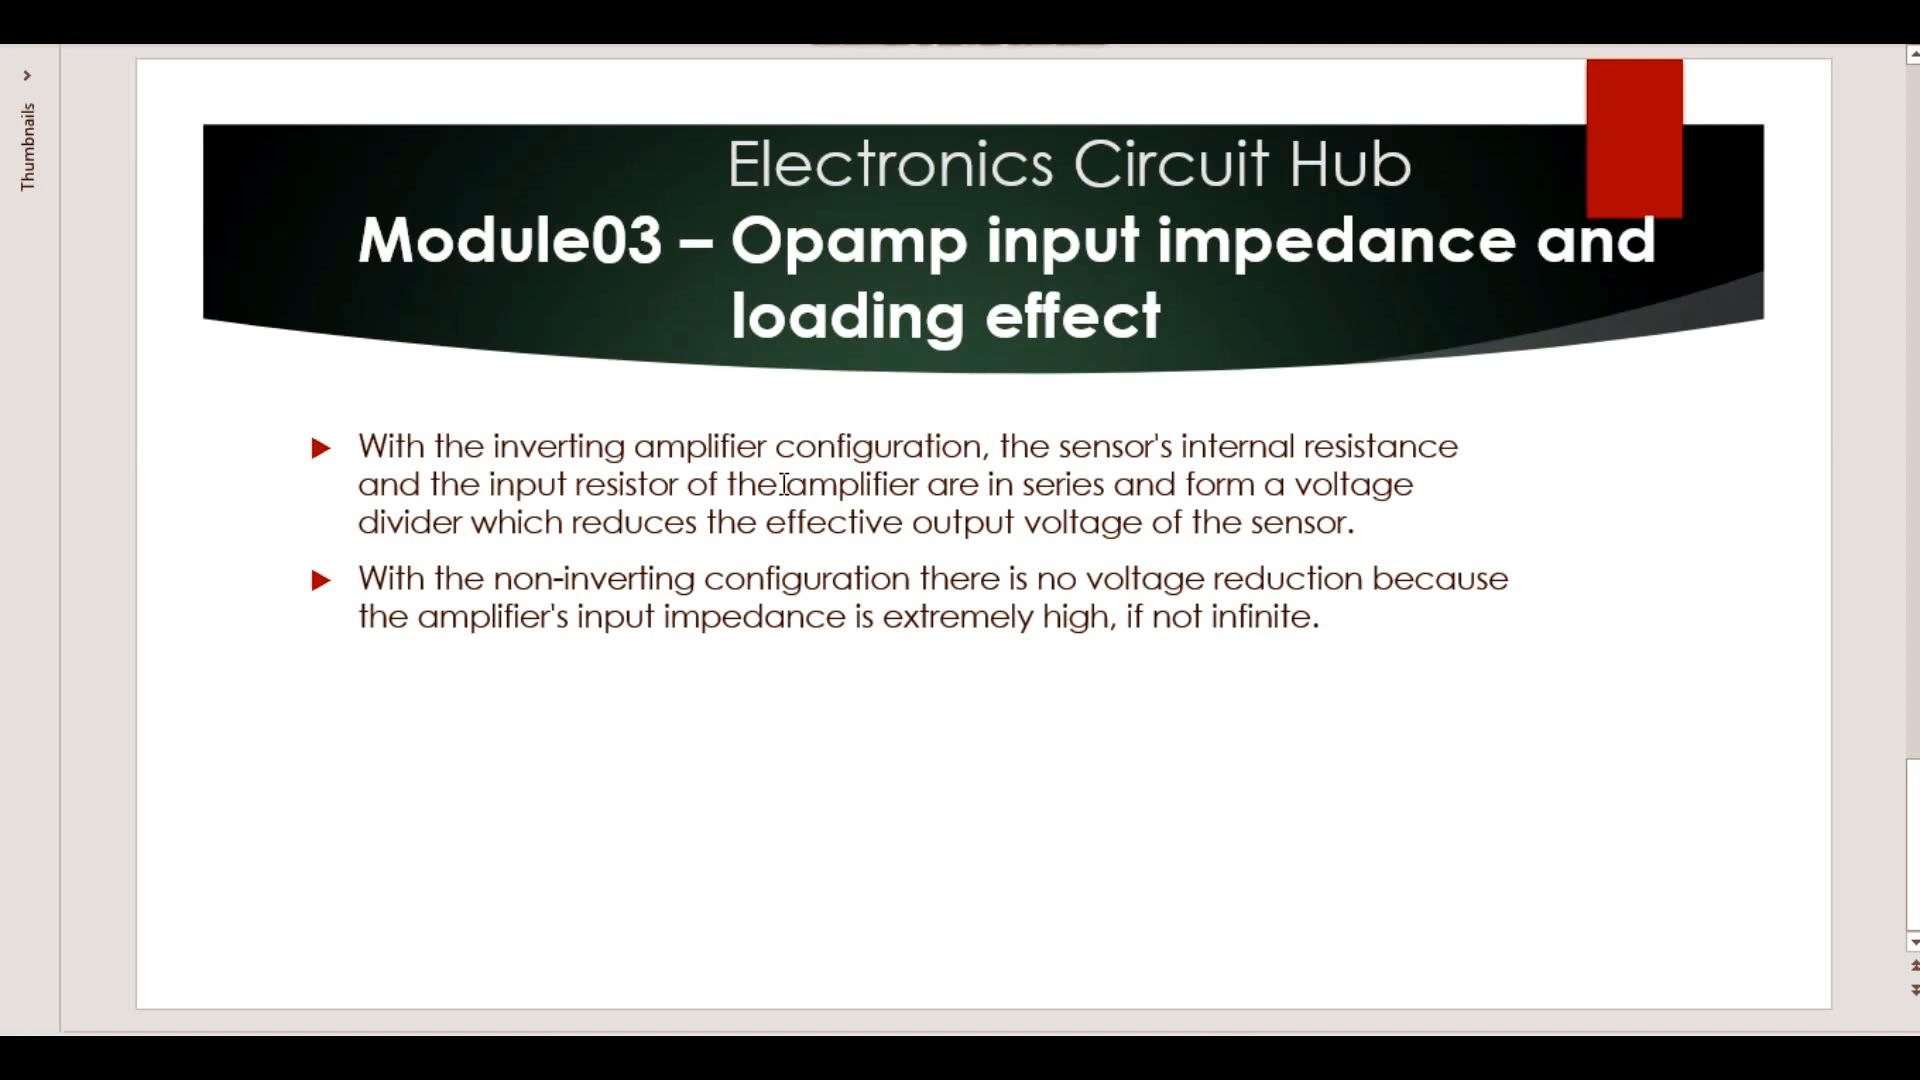 Thumbnails
Electronics Circuit Hub
Module03 – Opamp input impedance and
loading effect
With the inverting amplifier configuration, the sensor's internal resistance
and the input resistor of the amplifier are in series and form a voltage
divider which reduces the effective output voltage of the sensor.
With the non-inverting configuration there is no voltage reduction because
the amplifier's input impedance is extremely high, if not infinite.